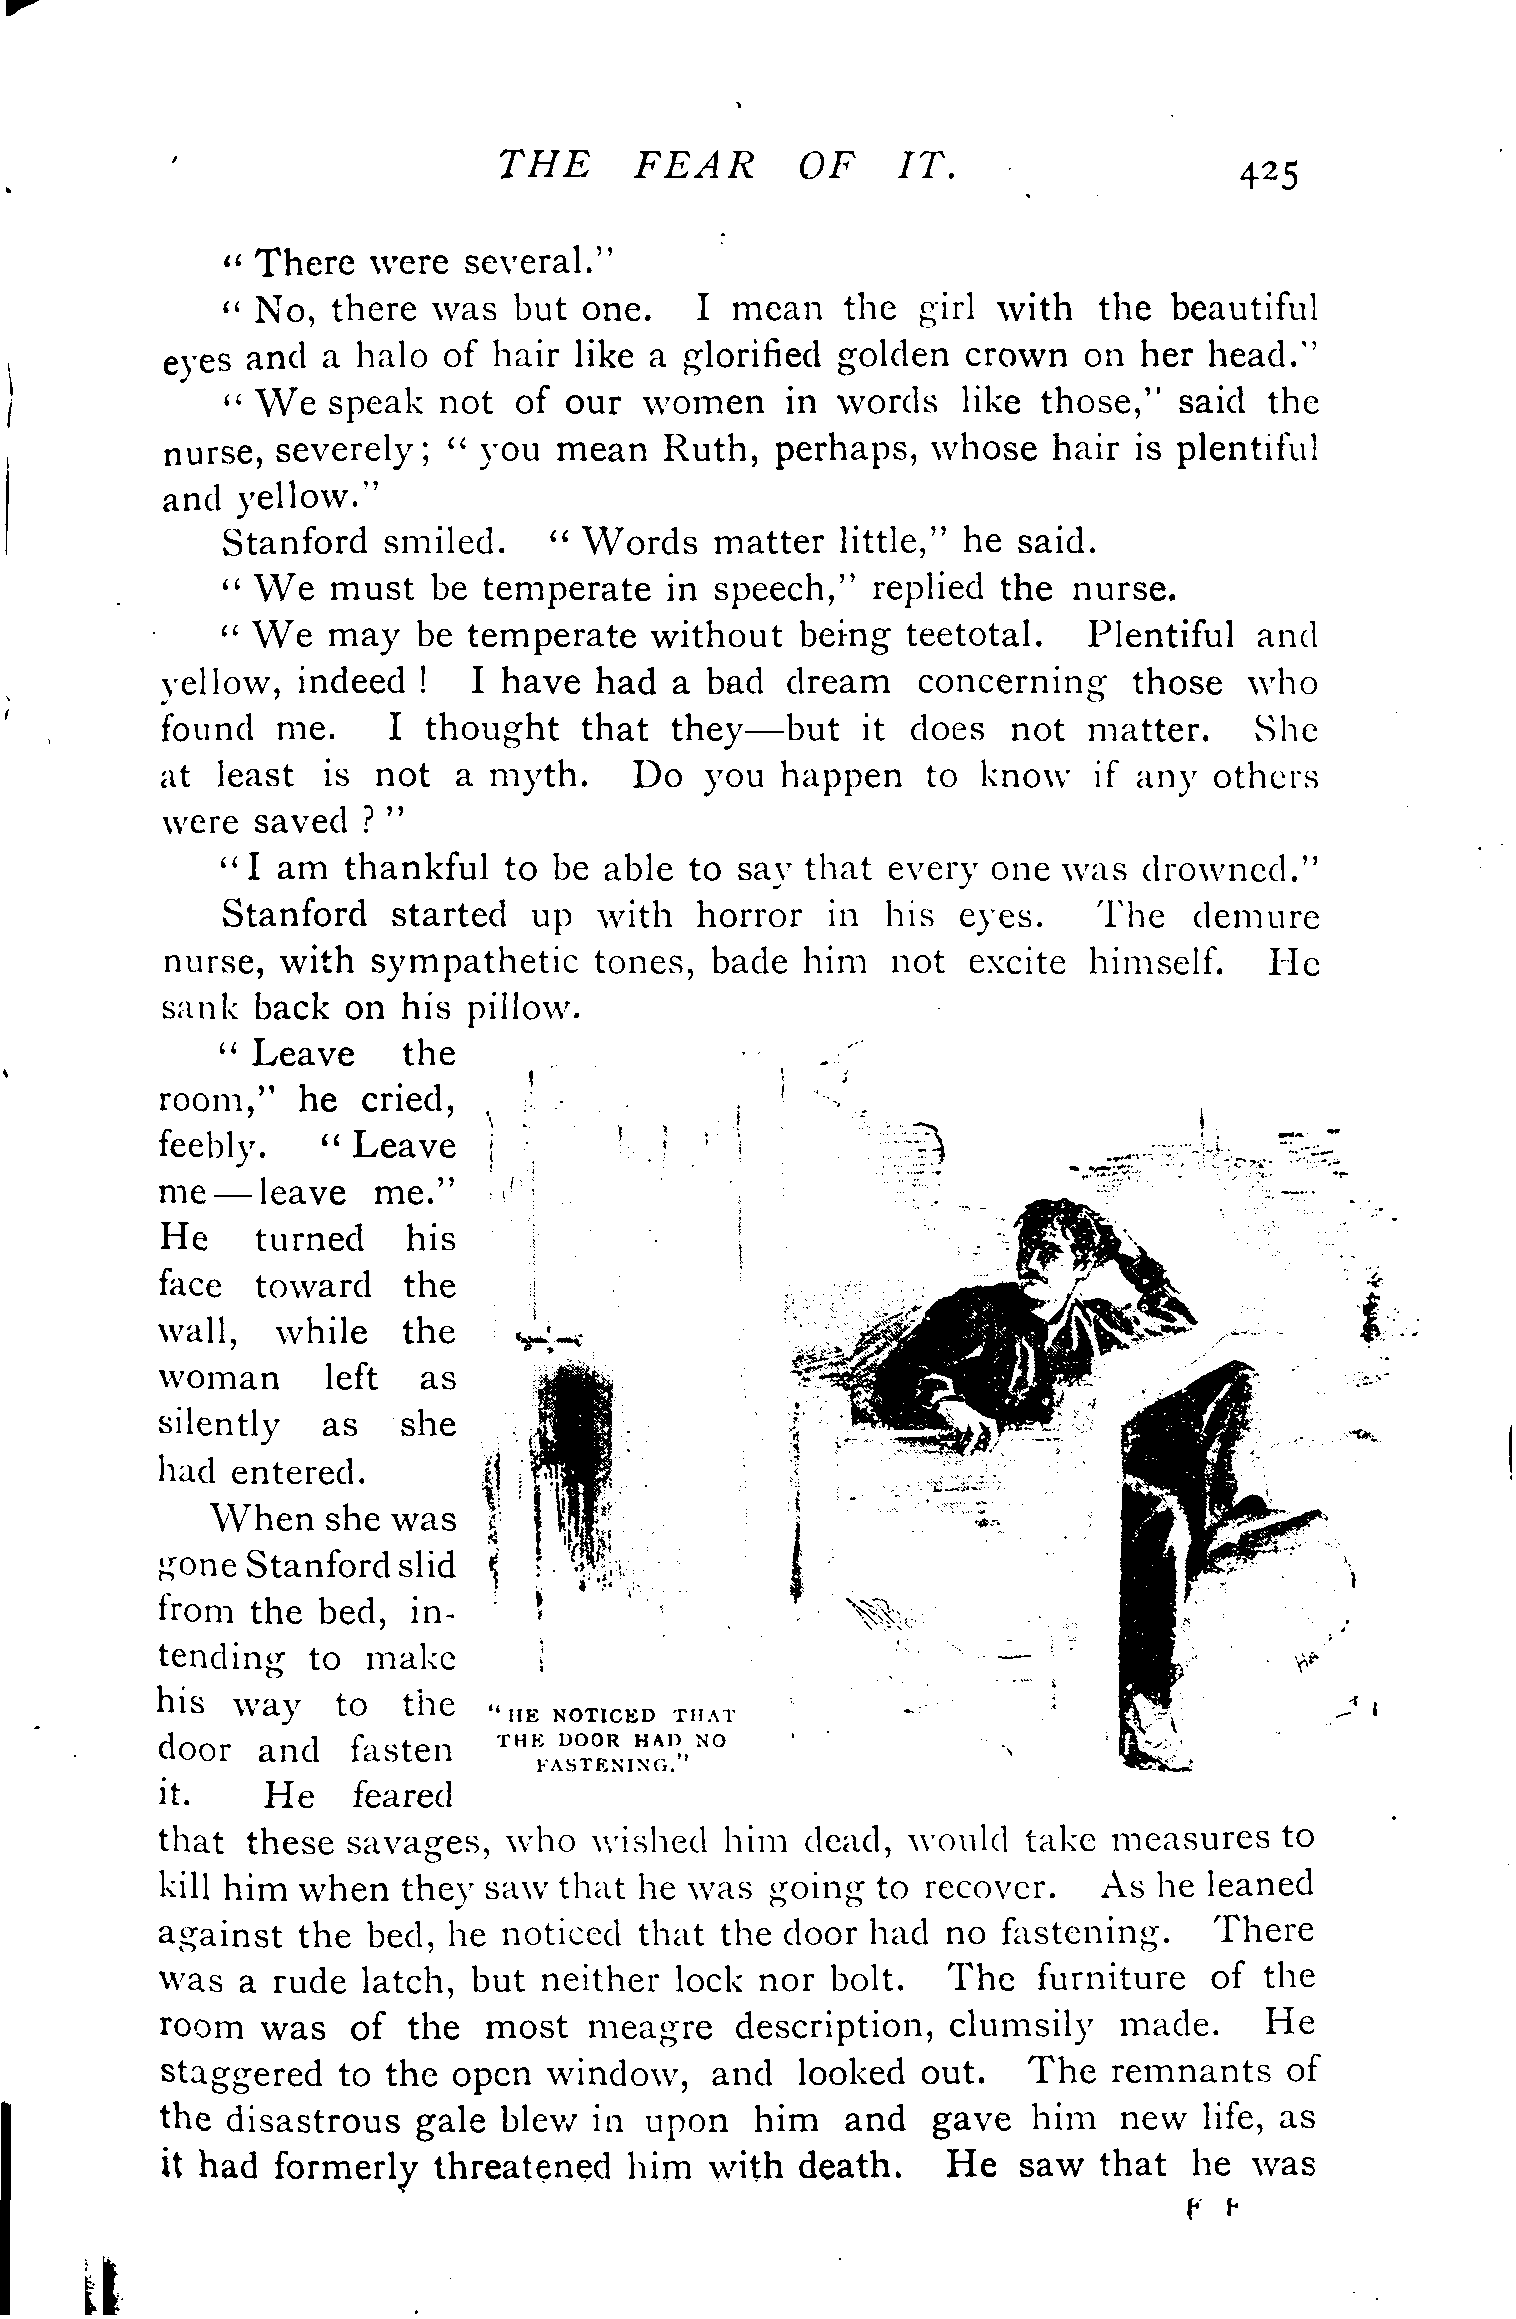 THE FEAR OF IT.
425
“ There were several.”
“ No, there was but one. I mean the girl with the beautiful
eyes and a halo of hair like a glorified golden crown on her head.”
“ We speak not of our women in words like those,” said the
nurse, severely ; “ you mean Ruth, perhaps, whose hair is plentiful
and yellow.”
Stanford smiled. “ Words matter little,” he said.
“ We must be temperate in speech,” replied the nurse.
“ We may be temperate without being teetotal. Plentiful and
yellow, indeed ! I have had a bad dream concerning those who
found me. I thought that they—but it does not matter. She
at least is not a myth. Do you happen to know if any others
were saved ? ”
“ I am thankful to be able to say that every one was drowned.”
Stanford started up with horror in his eyes. The demure
nurse, with sympathetic tones, bade him not excite himself. He
sank back on his pillow.
“ Leave the
room,” he cried,
feebly. “ Leave
me—leave me.”
He turned his
face toward the
wall, while the
woman left as
silently as she
had entered.
When she was
gone Stanford slid
from the bed, in-
tending to make
his way to the
door and fasten
it. He feared
“ HE NOTICED THAT
THE DOOR HAD NO
FASTENING.”
that these savages, who wished him dead, would take measures to
kill him when they saw that he was going to recover. As he leaned
against the bed, he noticed that the door had no fastening. There
was a rude latch, but neither lock nor bolt. The furniture of the
room was of the most meagre description, clumsily made. He
staggered to the open window, and looked out. The remnants of
the disastrous gale blew in upon him and gave him new life, as
it had formerly threatened him with death. He saw that he was
F F